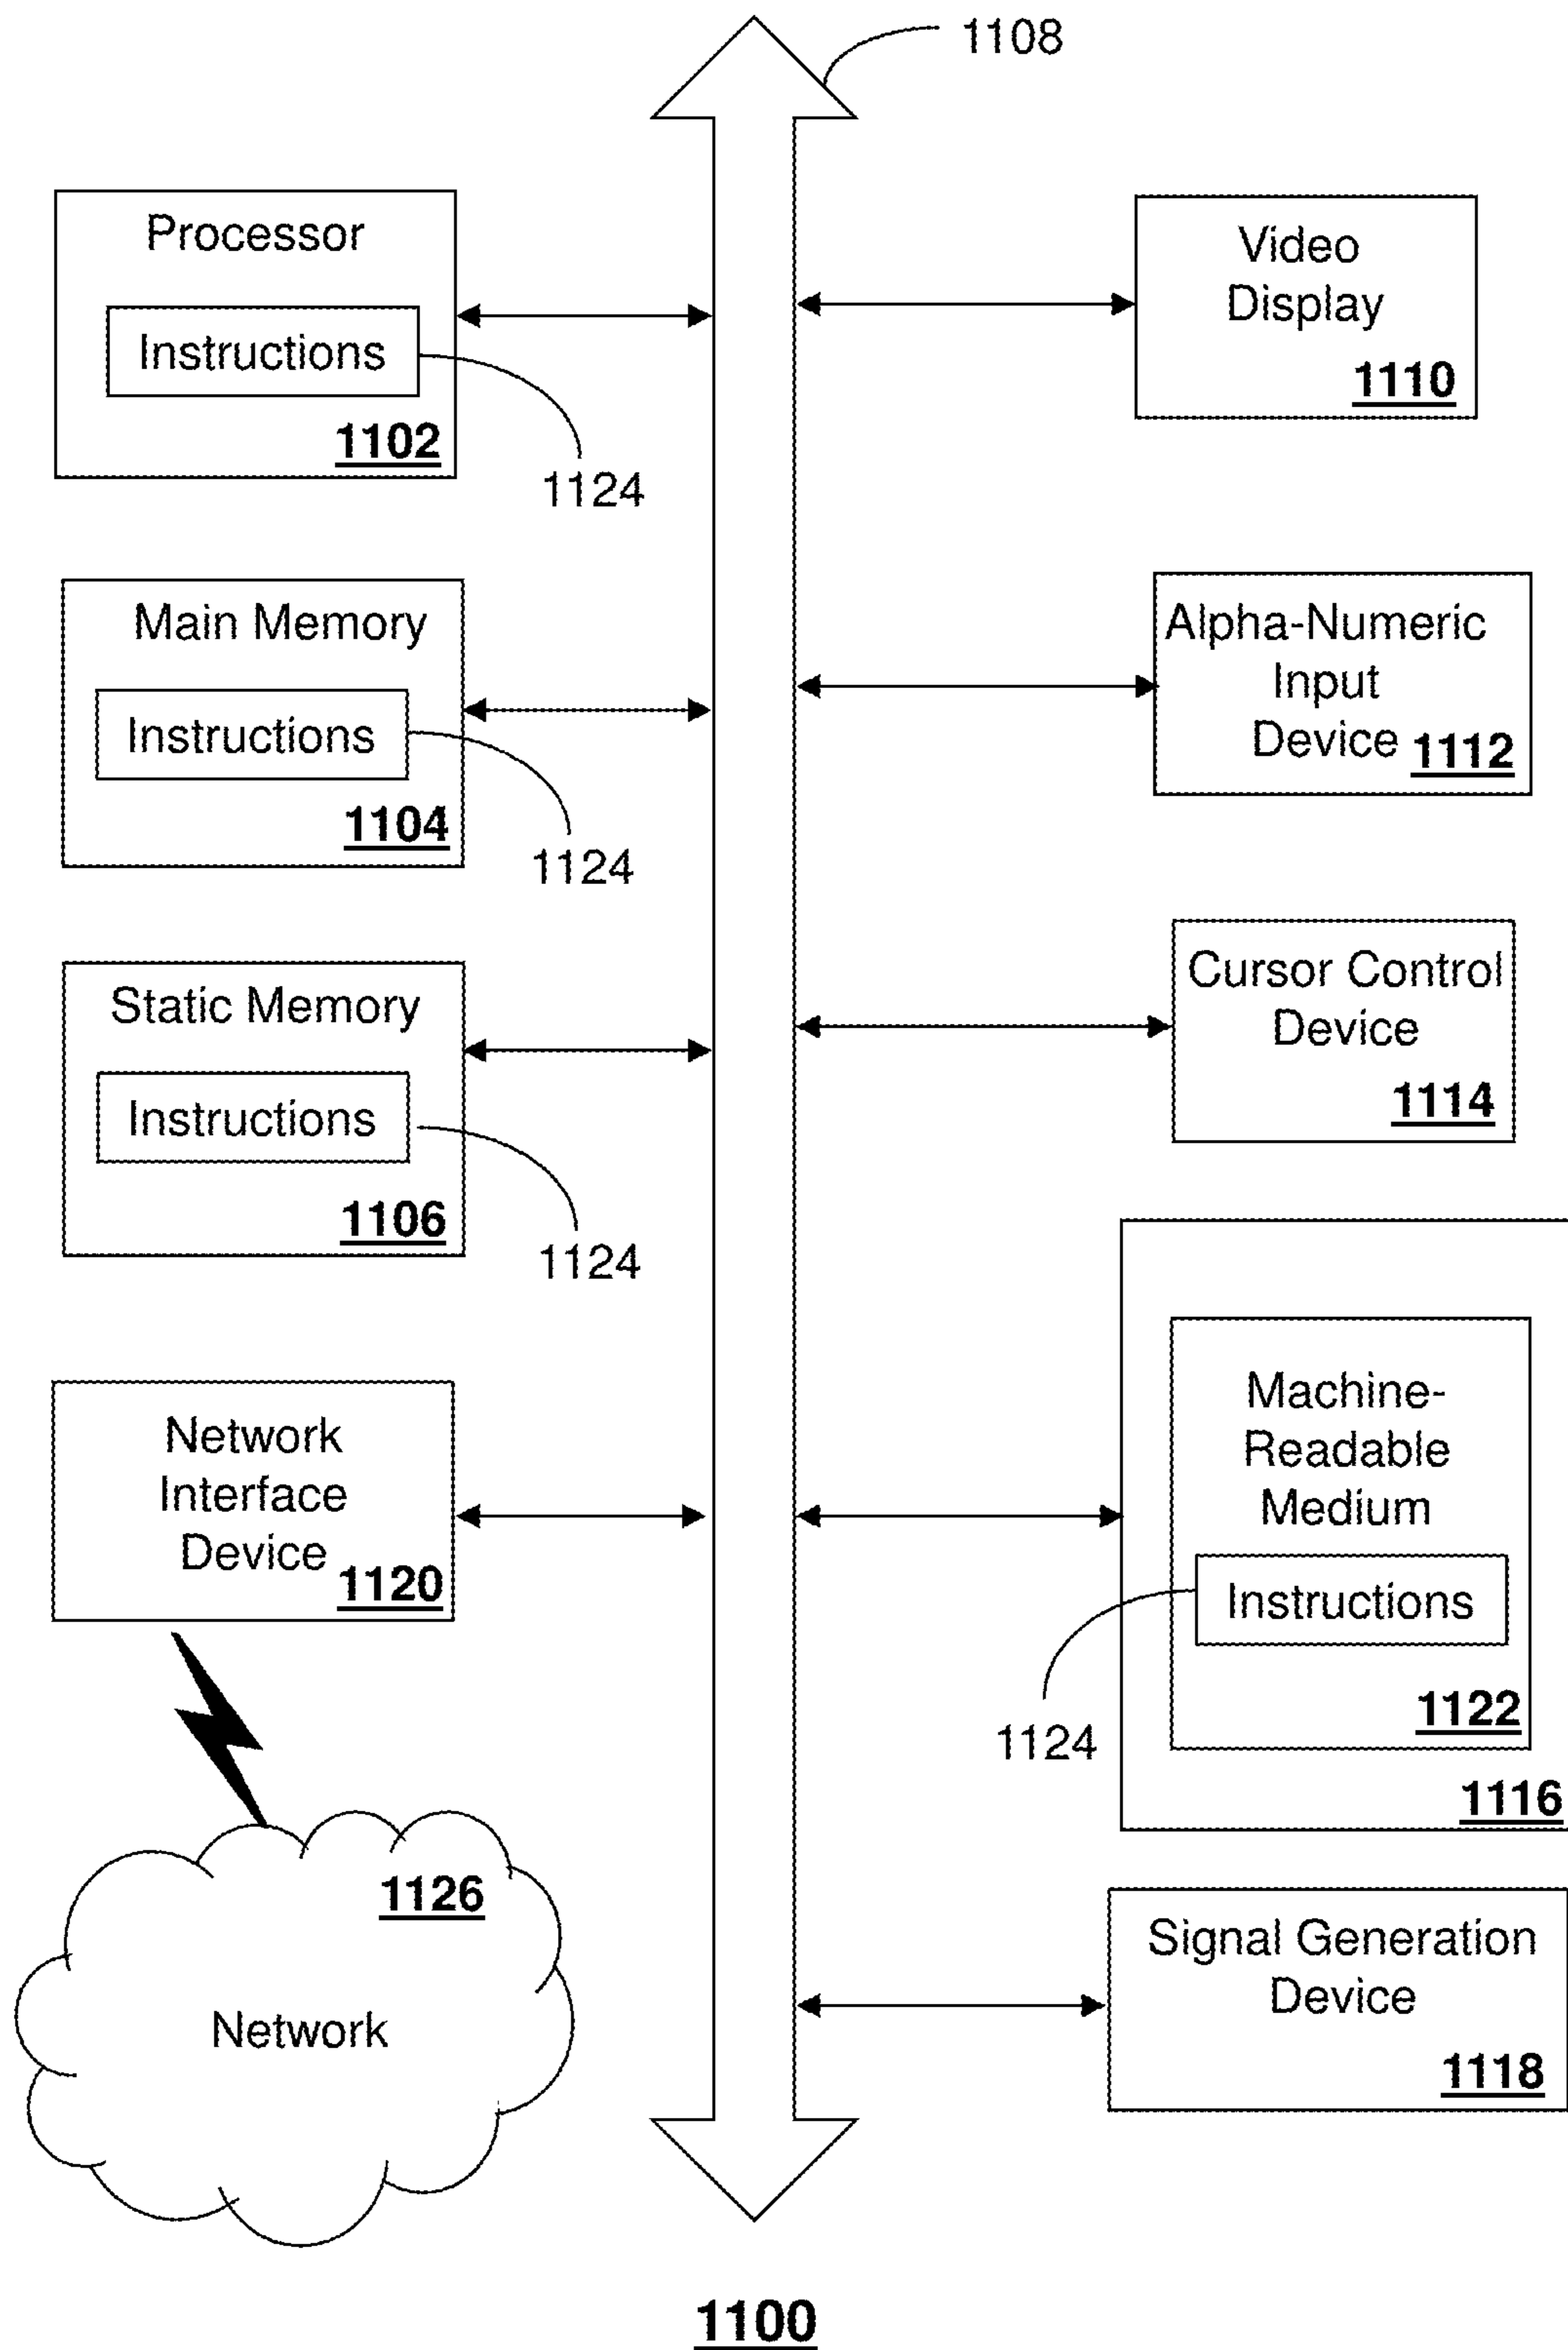 1108
Processor
Instructions
1102
1124
Video
Display
1110
Main Memory
Instructions
1104
1124
Alpha-Numeric
Input
Device 1112
Static Memory
Instructions
1106
1124
Cursor Control
Device
1114
Network
Interface
Device 1120
Machine-
Readable
Medium
Instructions
1124
1122
1116
1126
Network
Signal Generation
Device
1118
1100